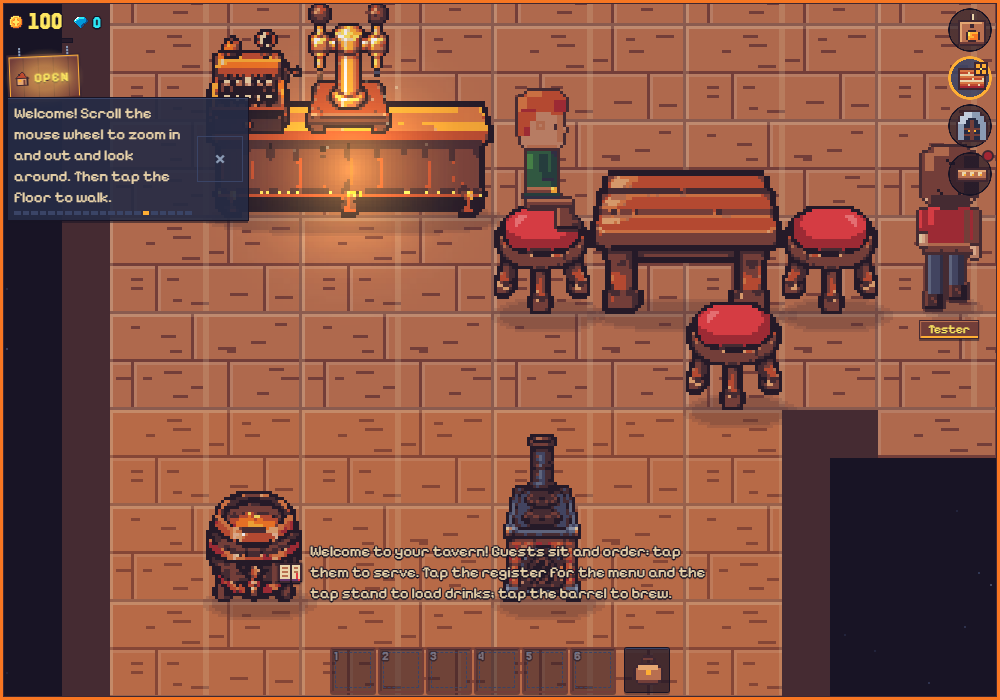 100 0
OPEN
Welcome! Scroll the
mouse wheel to zoom in
and out and look
around. Then tap the
floor to walk.
×
Tester
Welcome to your tavern! Guests sit and order: tap
them to serve. Tap the register for the menu and the
tap stand to load drinks; tap the barrel to brew.
1 2 3 4 5 6